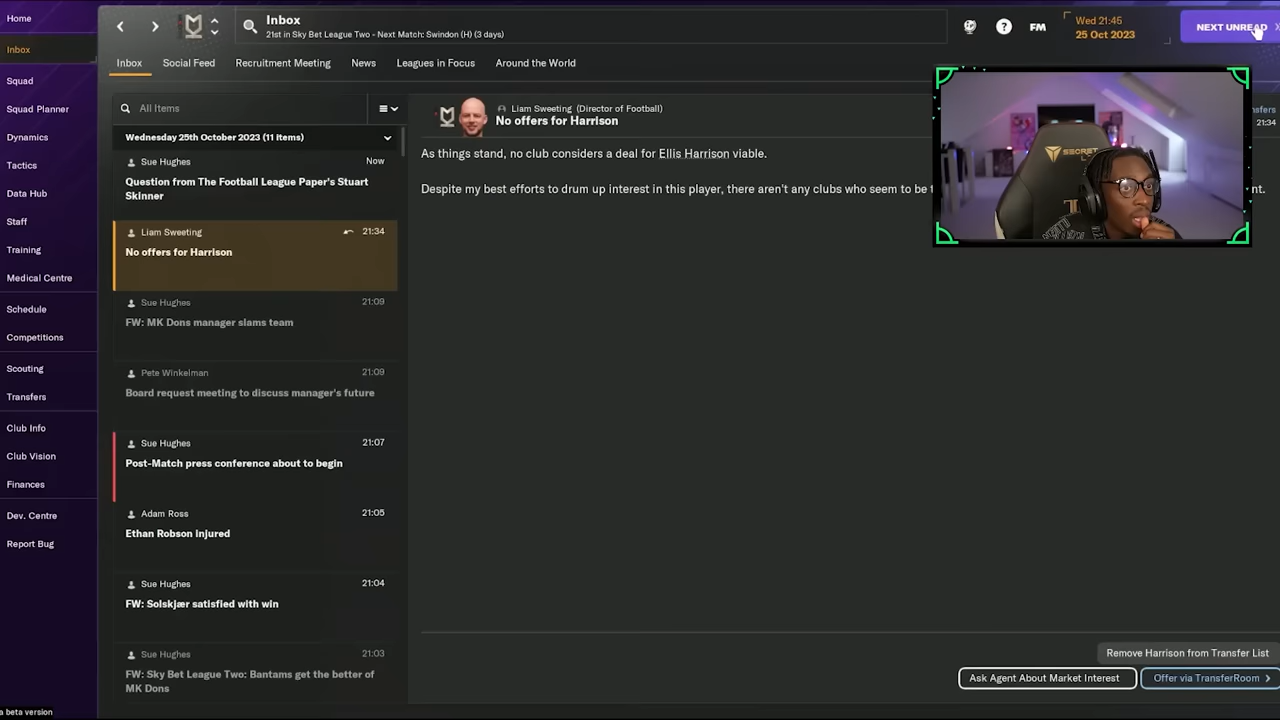 Home
Inbox
Squad
Squad Planner
Dynamics
Tactics
Data Hub
Staff
Training
Medical Centre
Schedule
Competitions
Scouting
Transfers
Club Info
Club Vision
Finances
Dev. Centre
Report Bug
a beta version
Inbox
21st in Sky Bet League Two - Next Match: Swindon (H) (3 days)
FM
Wed 21:45
25 Oct 2023
NEXT UNREAD
Inbox Social Feed Recruitment Meeting News Leagues in Focus Around the World
All Items
Wednesday 25th October 2023 (11 Items)
Sue Hughes Now
Question from The Football League Paper's Stuart
Skinner
Liam Sweeting 21:34
No offers for Harrison
Sue Hughes 21:09
FW: MK Dons manager slams team
Pete Winkelman 21:09
Board request meeting to discuss manager's future
Sue Hughes 21:07
Post-Match press conference about to begin
Adam Ross 21:05
Ethan Robson injured
Sue Hughes 21:04
FW: Solskjær satisfied with win
Sue Hughes 21:03
FW: Sky Bet League Two: Bantams get the better of
MK Dons
Liam Sweeting (Director of Football)
No offers for Harrison
21:34
As things stand, no club considers a deal for Ellis Harrison viable.
Despite my best efforts to drum up interest in this player, there aren't any clubs who seem to be
SECRET
Remove Harrison from Transfer List
Ask Agent About Market Interest
Offer via TransferRoom